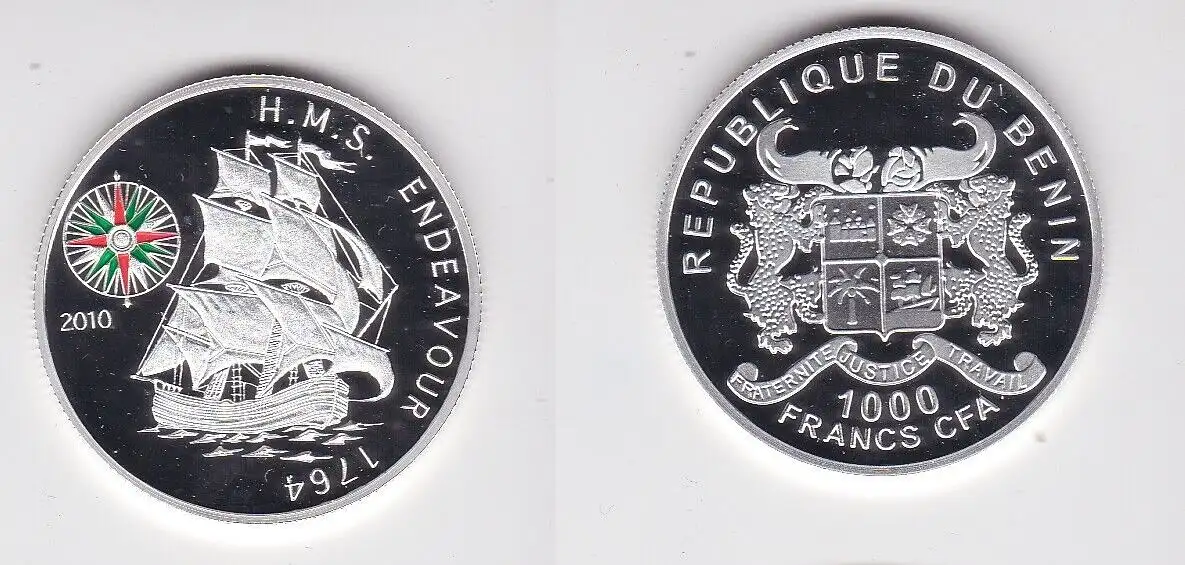 H.M.S. ENDEAVOUR 1764
2010
REPUBLIQUE DU BENIN
FRATERNITE JUSTICE TRAVAIL
1000
FRANCS CFA